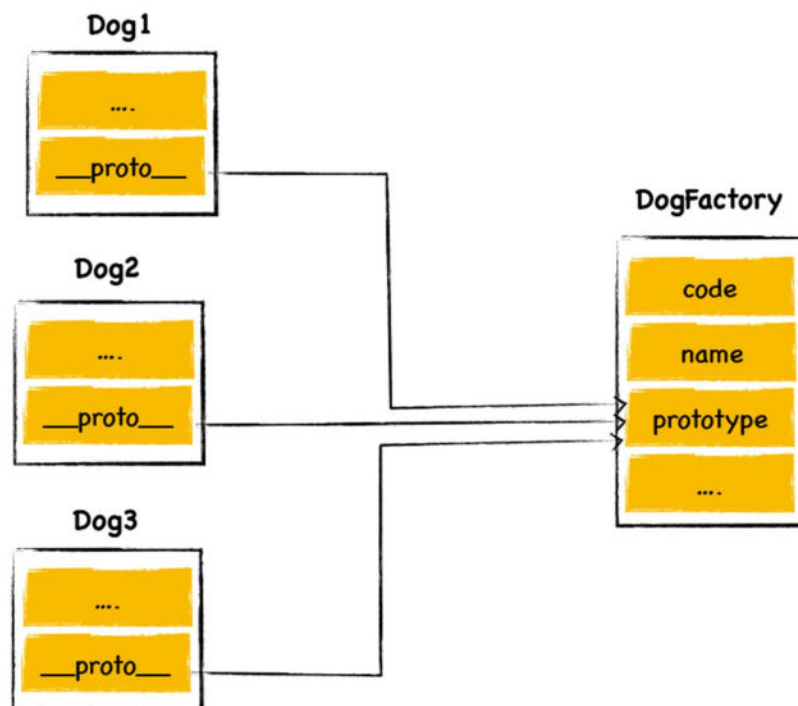 Dog1
....
__proto__
Dog2
....
__proto__
Dog3
....
__proto__
DogFactory
code
name
prototype
....